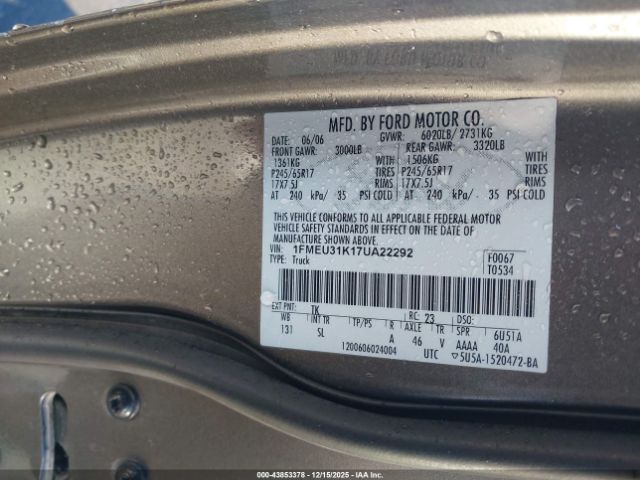 MFD. BY FORD MOTOR CO.
DATE: 06/06 GVWR: 6020LB/ 2731KG
FRONT GAWR: 3000LB REAR GAWR: 3320LB
1361KG WITH 1506KG WITH
P245/65R17 TIRES P245/65R17 TIRES
17X7.5J RIMS 17X7.5J RIMS
AT 240 kPa/ 35 PSI COLD AT 240 kPa/ 35 PSI COLD
THIS VEHICLE CONFORMS TO ALL APPLICABLE FEDERAL MOTOR
VEHICLE SAFETY STANDARDS IN EFFECT ON THE DATE OF
MANUFACTURE SHOWN ABOVE.
VIN: 1FMEU31K17UA22292 F0067
TYPE: Truck T0534
EXT PNT: TK RC: 23 DSO:
WB INT TR TP/PS R AXLE TR SPR 6U51A
131 SL A 46 V AAAA 40A
1200606024004 UTC ▽5U5A-1520472-BA
00-43853378 | 12/15/2025 | Copyright IAA, LLC